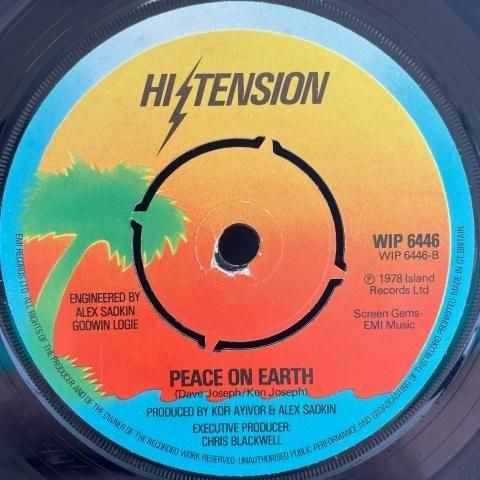 HI TENSION
WIP 6446
WIP 6446-B
℗ 1978 Island
Records Ltd
Screen Gems-
EMI Music
ENGINEERED BY
ALEX SADKIN
GODWIN LOGIE
PEACE ON EARTH
(Dave Joseph/Ken Joseph)
PRODUCED BY KOFI AYIVOR & ALEX SADKIN
EXECUTIVE PRODUCER:
CHRIS BLACKWELL
EMI RECORDS LTD ALL RIGHTS OF THE PRODUCER AND OF THE OWNER OF THE RECORDED WORK RESERVED-UNAUTHORISED PUBLIC PERFORMANCE AND BROADCASTING OF THIS RECORD PROHIBITED-MADE IN GT. BRITAIN